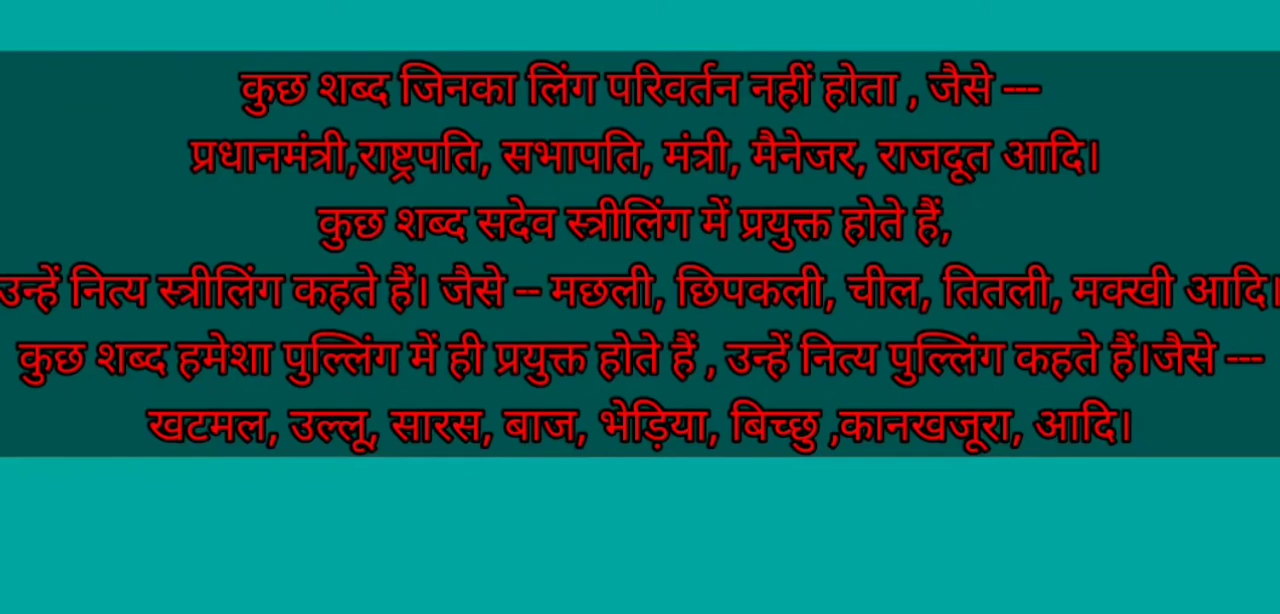 कुछ शब्द जिनका लिंग परिवर्तन नहीं होता , जैसे ---
प्रधानमंत्री,राष्ट्रपति, सभापति, मंत्री, मैनेजर, राजदूत आदि।
कुछ शब्द सदेव स्त्रीलिंग में प्रयुक्त होते हैं,
उन्हें नित्य स्त्रीलिंग कहते हैं। जैसे -- मछली, छिपकली, चील, तितली, मक्खी आदि।
कुछ शब्द हमेशा पुल्लिंग में ही प्रयुक्त होते हैं , उन्हें नित्य पुल्लिंग कहते हैं।जैसे ---
खटमल, उल्लू, सारस, बाज, भेड़िया, बिच्छु ,कानखजूरा, आदि।